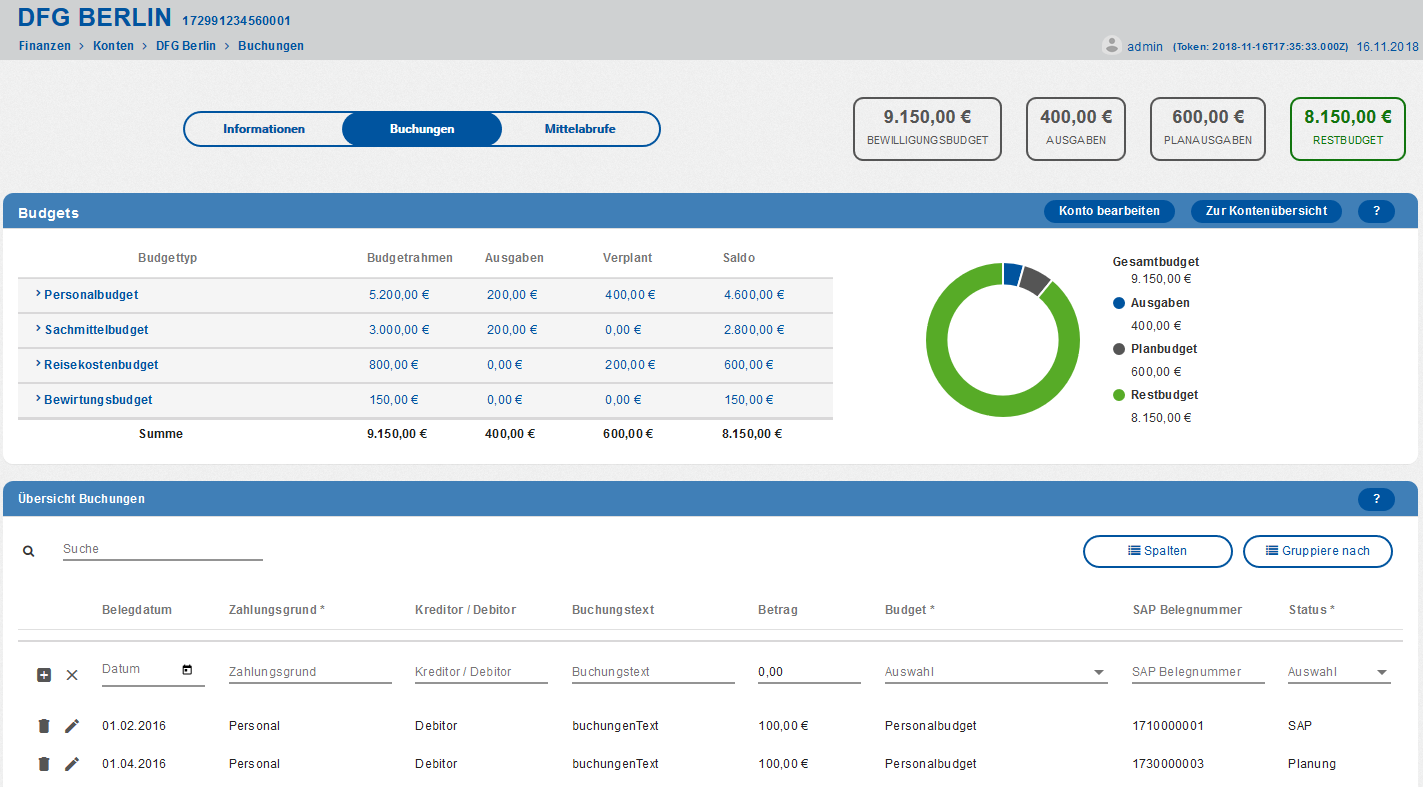 DFG BERLIN 172991234560001
Finanzen > Konten > DFG Berlin > Buchungen
admin (Token: 2018-11-16T17:35:33.000Z) 16.11.2018
Informationen Buchungen Mittelabrufe
9.150,00 € 400,00 € 600,00 € 8.150,00 €
BEWILLIGUNGSBUDGET AUSGABEN PLANAUSGABEN RESTBUDGET
Budgets Konto bearbeiten Zur Kontenübersicht ?
Budgettyp Budgetrahmen Ausgaben Verplant Saldo
Personalbudget 5.200,00 € 200,00 € 400,00 € 4.600,00 €
Sachmittelbudget 3.000,00 € 200,00 € 0,00 € 2.800,00 €
Reisekostenbudget 800,00 € 0,00 € 200,00 € 600,00 €
Bewirtungsbudget 150,00 € 0,00 € 0,00 € 150,00 €
Summe 9.150,00 € 400,00 € 600,00 € 8.150,00 €
Gesamtbudget
9.150,00 €
Ausgaben
400,00 €
Planbudget
600,00 €
Restbudget
8.150,00 €
Übersicht Buchungen ?
Suche Spalten Gruppiere nach
Belegdatum Zahlungsgrund * Kreditor / Debitor Buchungstext Betrag Budget * SAP Belegnummer Status *
Datum Zahlungsgrund Kreditor / Debitor Buchungstext 0,00 Auswahl SAP Belegnummer Auswahl
01.02.2016 Personal Debitor buchungenText 100,00 € Personalbudget 1710000001 SAP
01.04.2016 Personal Debitor buchungenText 100,00 € Personalbudget 1730000003 Planung